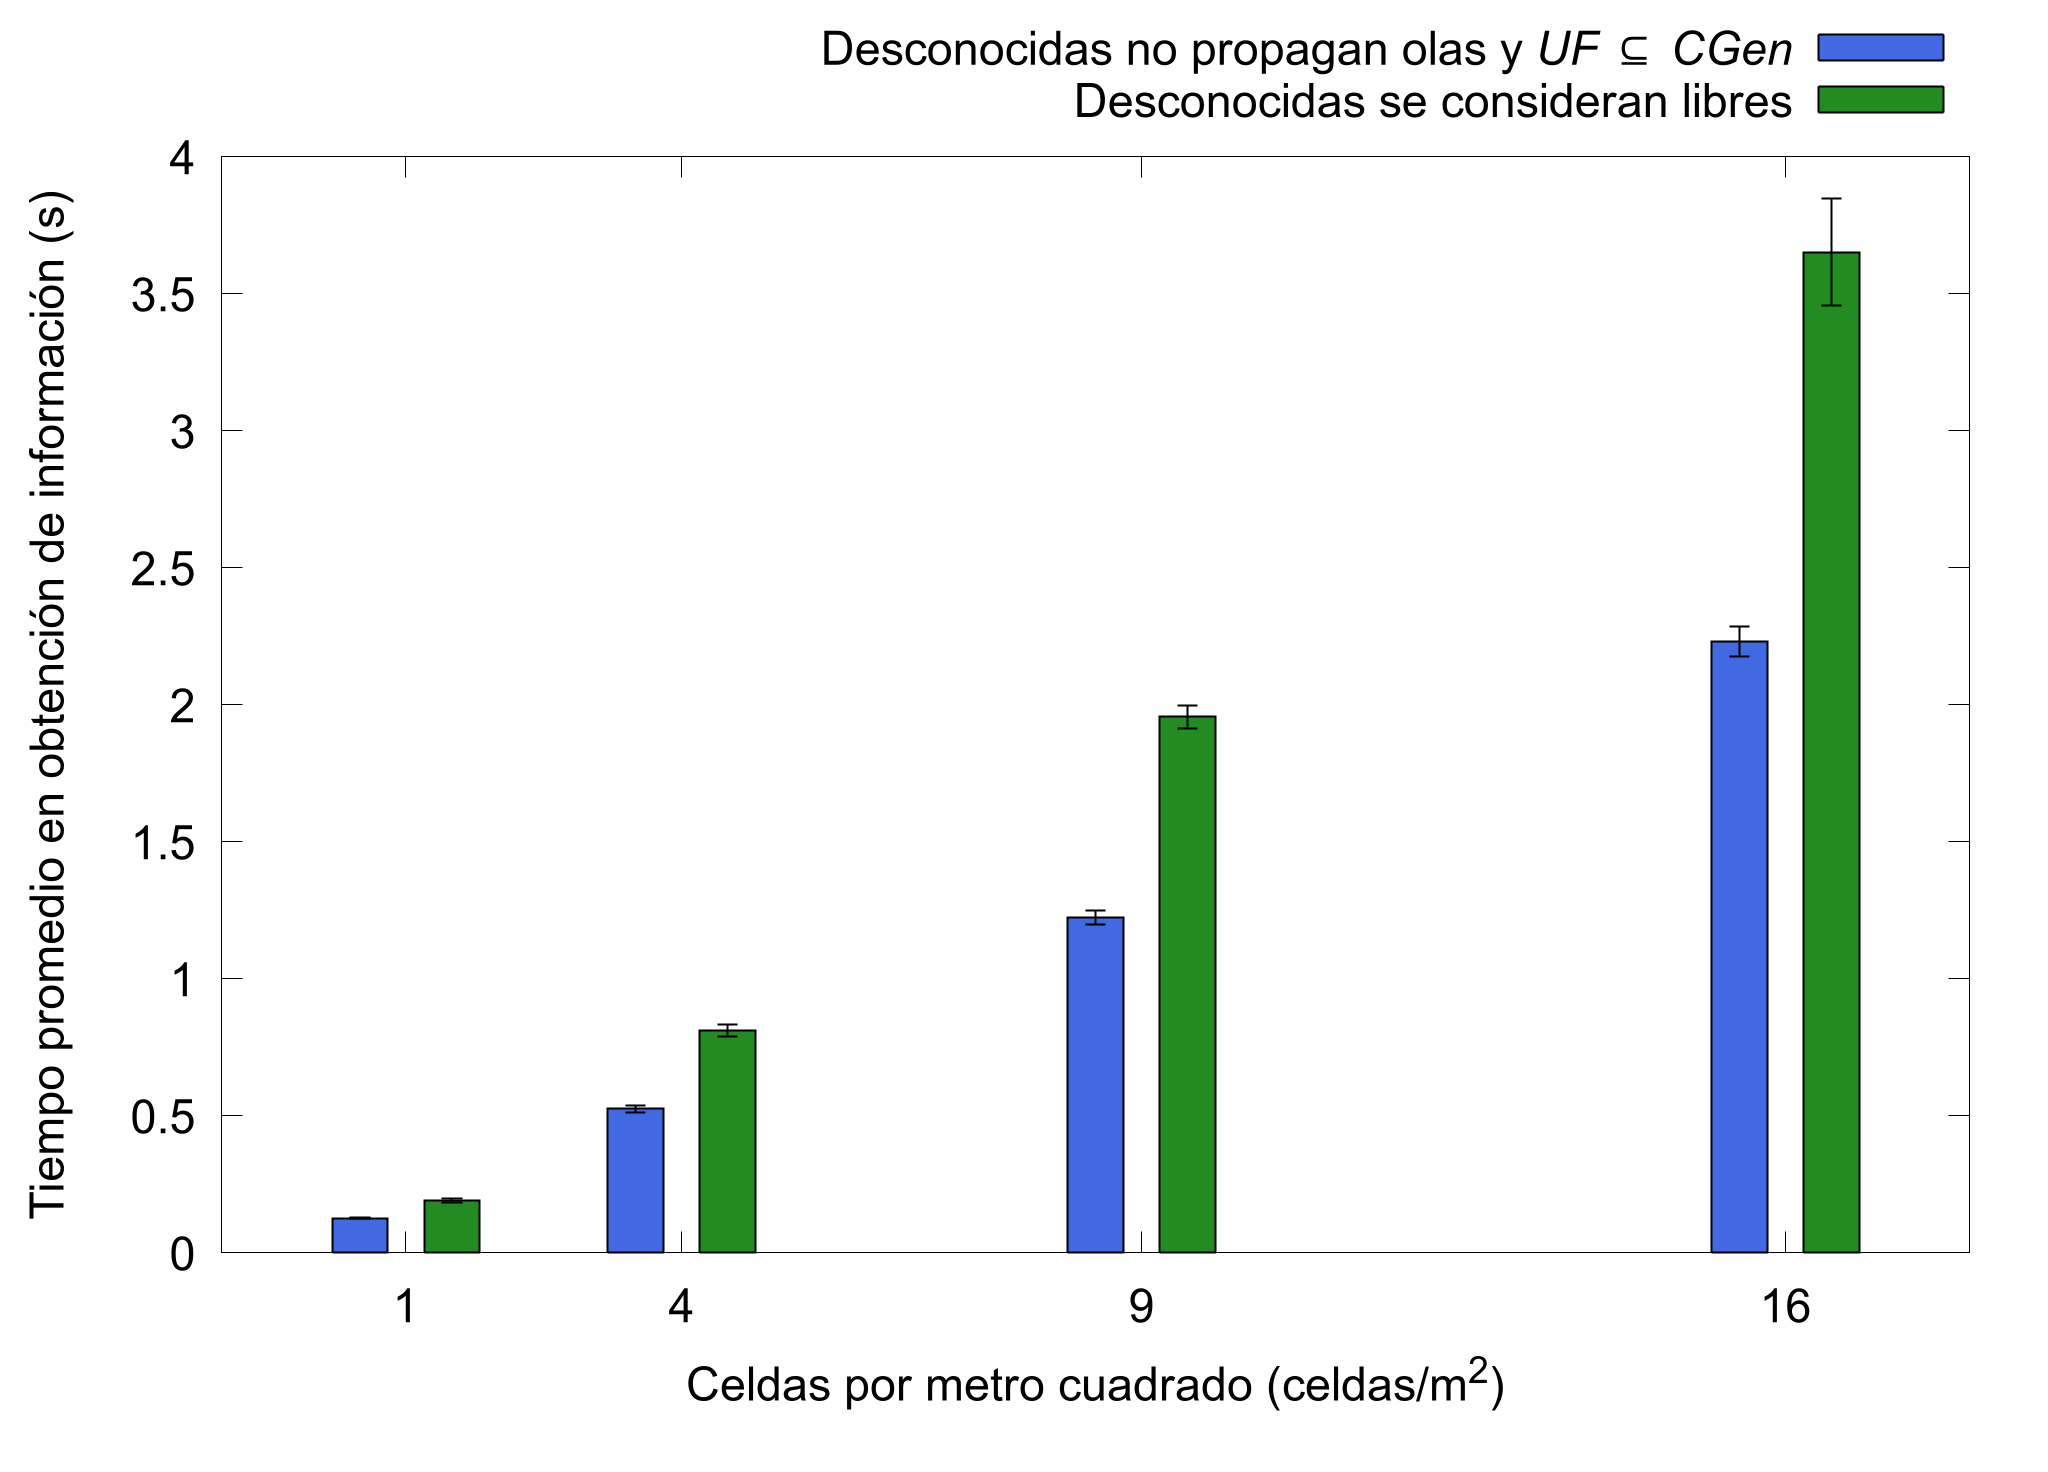 Desconocidas no propagan olas y UF ⊆ CGen
Desconocidas se consideran libres
Tiempo promedio en obtención de información (s)
4
3.5
3
2.5
2
1.5
1
0.5
0
1 4 9 16
Celdas por metro cuadrado (celdas/m²)